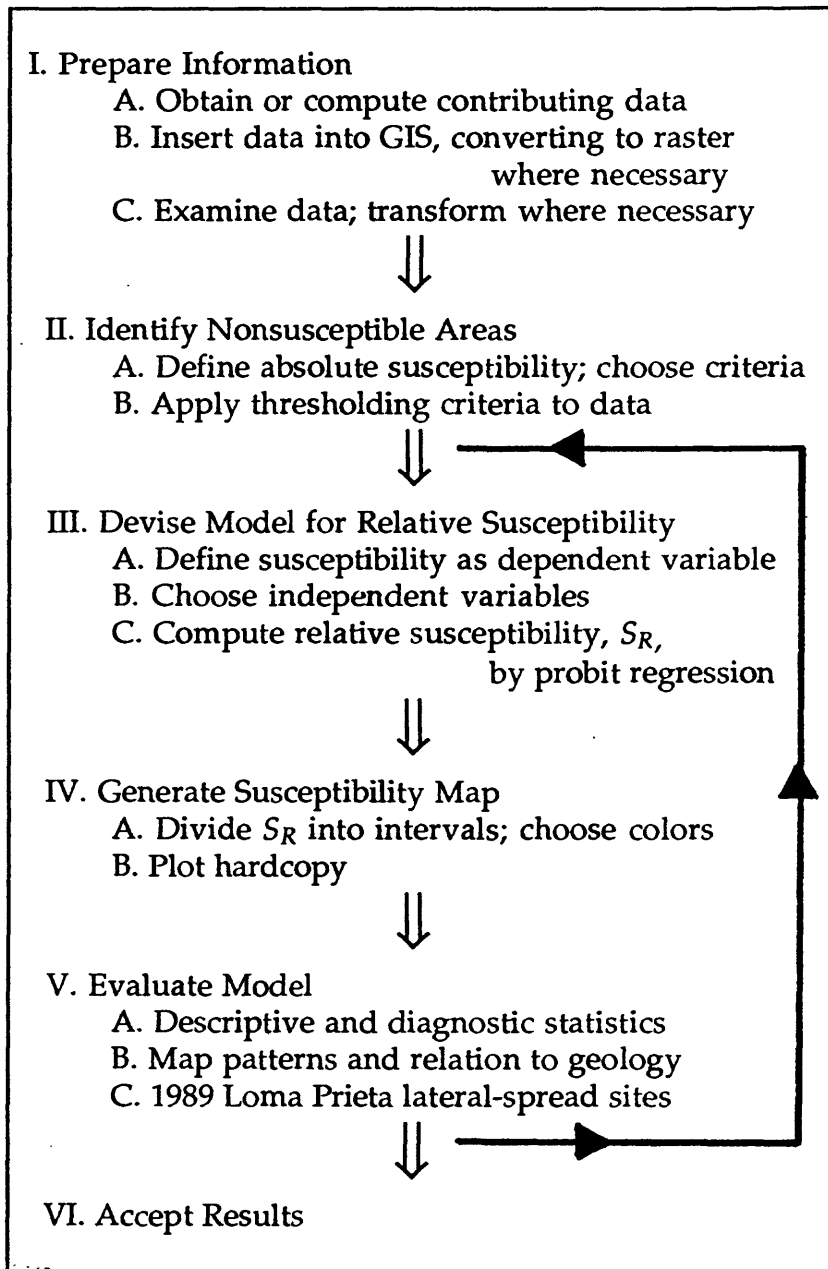 I. Prepare Information
A. Obtain or compute contributing data
B. Insert data into GIS, converting to raster
where necessary
C. Examine data; transform where necessary
II. Identify Nonsusceptible Areas
A. Define absolute susceptibility; choose criteria
B. Apply thresholding criteria to data
III. Devise Model for Relative Susceptibility
A. Define susceptibility as dependent variable
B. Choose independent variables
C. Compute relative susceptibility, SR,
by probit regression
IV. Generate Susceptibility Map
A. Divide SR into intervals; choose colors
B. Plot hardcopy
V. Evaluate Model
A. Descriptive and diagnostic statistics
B. Map patterns and relation to geology
C. 1989 Loma Prieta lateral-spread sites
VI. Accept Results